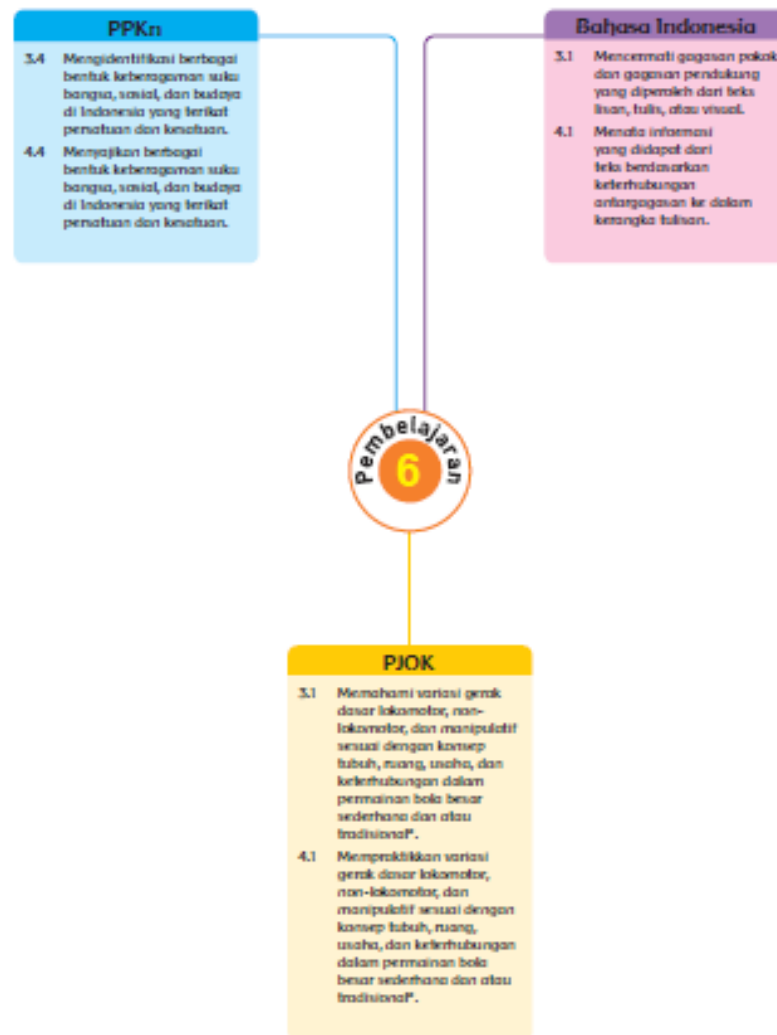 PPKn
3.4 Mengidentifikasi berbagai
bentuk keberagaman suku
bangsa, sosial, dan budaya
di Indonesia yang terikat
persatuan dan kesatuan.
4.4 Menyajikan berbagai
bentuk keberagaman suku
bangsa, sosial, dan budaya
di Indonesia yang terikat
persatuan dan kesatuan.
Bahasa Indonesia
3.1 Mencermati gagasan pokok
dan gagasan pendukung
yang diperoleh dari teks
lisan, tulis, atau visual.
4.1 Menata informasi
yang didapat dari
teks berdasarkan
keterhubungan
antargagasan ke dalam
kerangka tulisan.
Pembelajaran
6
PJOK
3.1 Memahami variasi gerak
dasar lokomotor, non-
lokomotor, dan manipulatif
sesuai dengan konsep
tubuh, ruang, usaha, dan
keterhubungan dalam
permainan bola besar
sederhana dan atau
tradisional*.
4.1 Mempraktikkan variasi
gerak dasar lokomotor,
non-lokomotor, dan
manipulatif sesuai dengan
konsep tubuh, ruang,
usaha, dan keterhubungan
dalam permainan bola
besar sederhana dan atau
tradisional*.